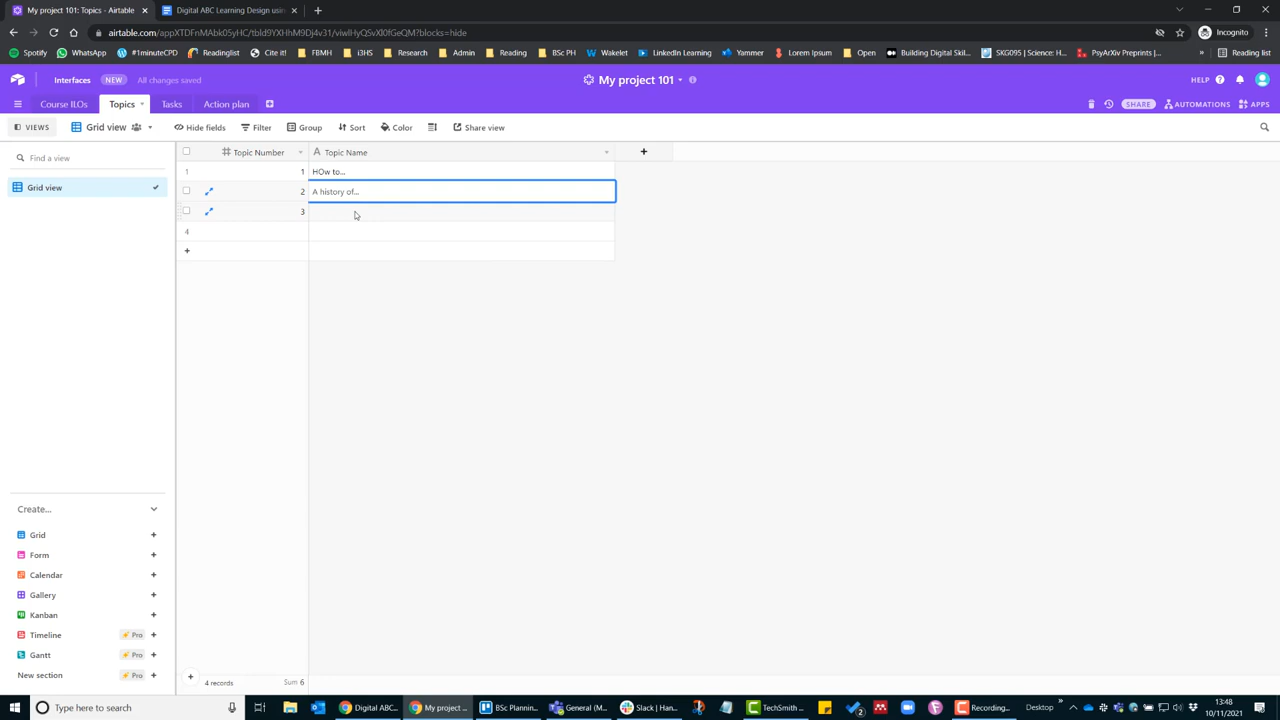 My project 101: Topics - Airtable
Digital ABC Learning Design usin
airtable.com/appXTDFnMAbk05yHC/tbld9YXHhM9Dj4v31/viwlHyQSvXl0fGeQM?blocks=hide
Incognito
Spotify
WhatsApp
#1minuteCPD
Readinglist
Cite it!
i3HS
FBMH
Research
Admin
Reading
BSc PH
Wakelet
LinkedIn Learning
Yammer
Lorem Ipsum
Open
Building Digital Skil...
SKG095 | Science: H...
PsyArXiv Preprints |...
»
Reading list
Interfaces
NEW
All changes saved
My project 101
HELP
Course ILOs
Topics
Tasks
Action plan
SHARE
AUTOMATIONS
APPS
VIEWS
Grid view
Hide fields
Filter
Group
Sort
Color
Share view
Find a view
Grid view
Topic Number
A Topic Name
+
1 1 HOw to...
2 A history of...
3
4
+
Create...
Grid +
Form +
Calendar +
Gallery +
Kanban +
Timeline Pro +
Gantt Pro +
New section Pro +
+ 4 records Sum 6
Type here to search
Digital ABC...
My project ...
BSc Plannin...
General (M...
Slack | Han...
TechSmith ...
Recording...
Desktop
»
13:48
10/11/2021